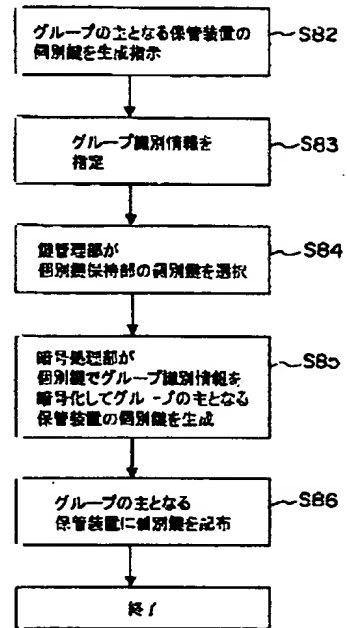 グループの主となる保管装置の
個別鍵を生成指示
S82
グループ識別情報を
指定
S83
鍵管理部が
個別鍵保持部の個別鍵を選択
S84
暗号処理部が
個別鍵でグループ識別情報を
暗号化してグループの主となる
保管装置の個別鍵を生成
S85
グループの主となる
保管装置に個別鍵を配布
S86
終了